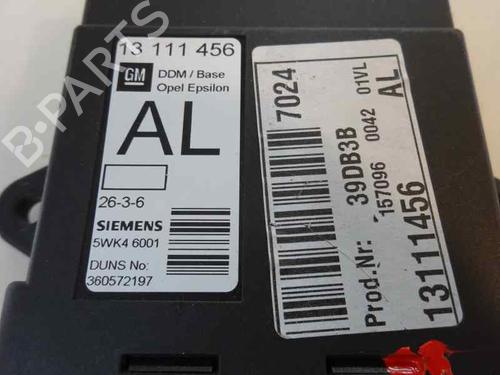 13 111 456
GM
DDM / Base
Opel Epsilon
AL
26-3-6
SIEMENS
5WK4 6001
DUNS No:
360572197
7024
Prod.Nr: 39DB3B
157096 0042 01VL
13111456 AL
B-PARTS